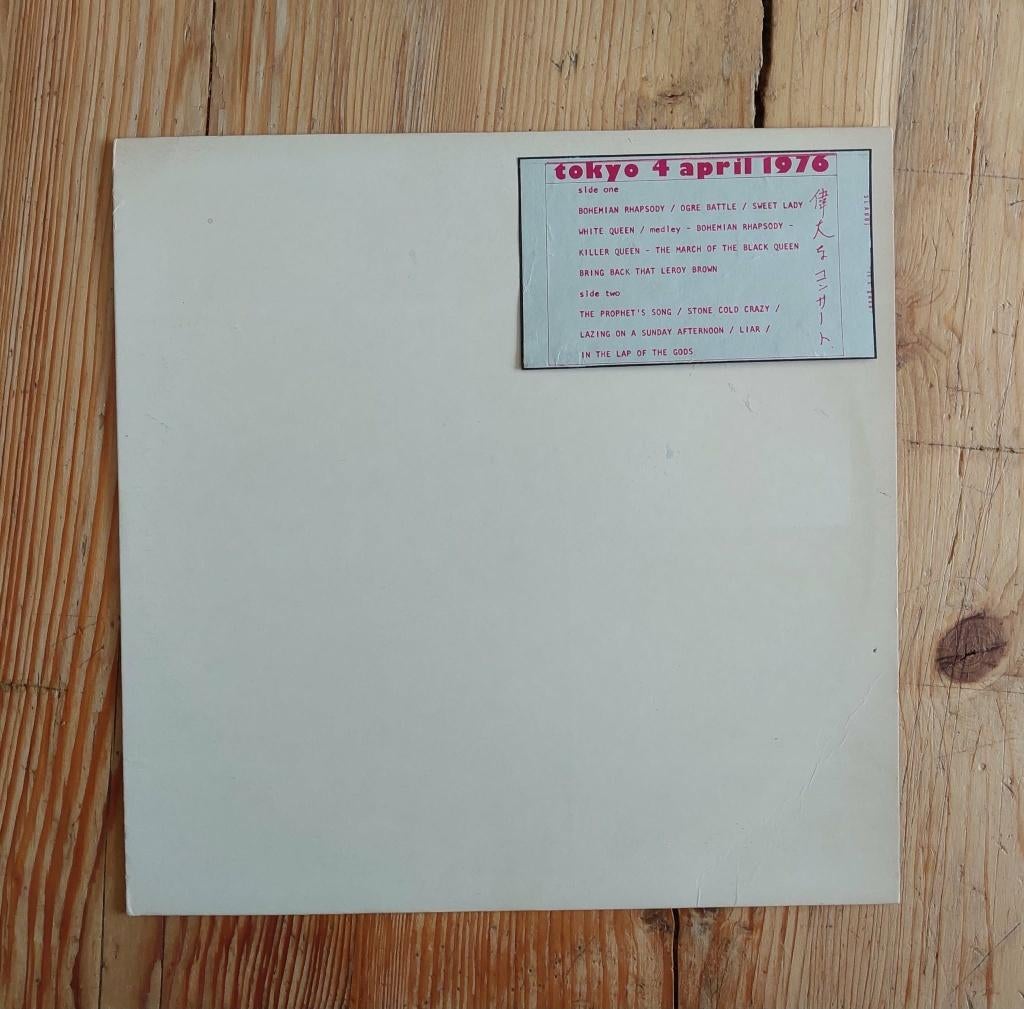 tokyo 4 april 1976
side one
BOHEMIAN RHAPSODY / OGRE BATTLE / SWEET LADY
WHITE QUEEN / medley - BOHEMIAN RHAPSODY -
KILLER QUEEN - THE MARCH OF THE BLACK QUEEN
BRING BACK THAT LEROY BROWN
side two
THE PROPHET'S SONG / STONE COLD CRAZY /
LAZING ON A SUNDAY AFTERNOON / LIAR /
IN THE LAP OF THE GODS
偉大なコンサート.